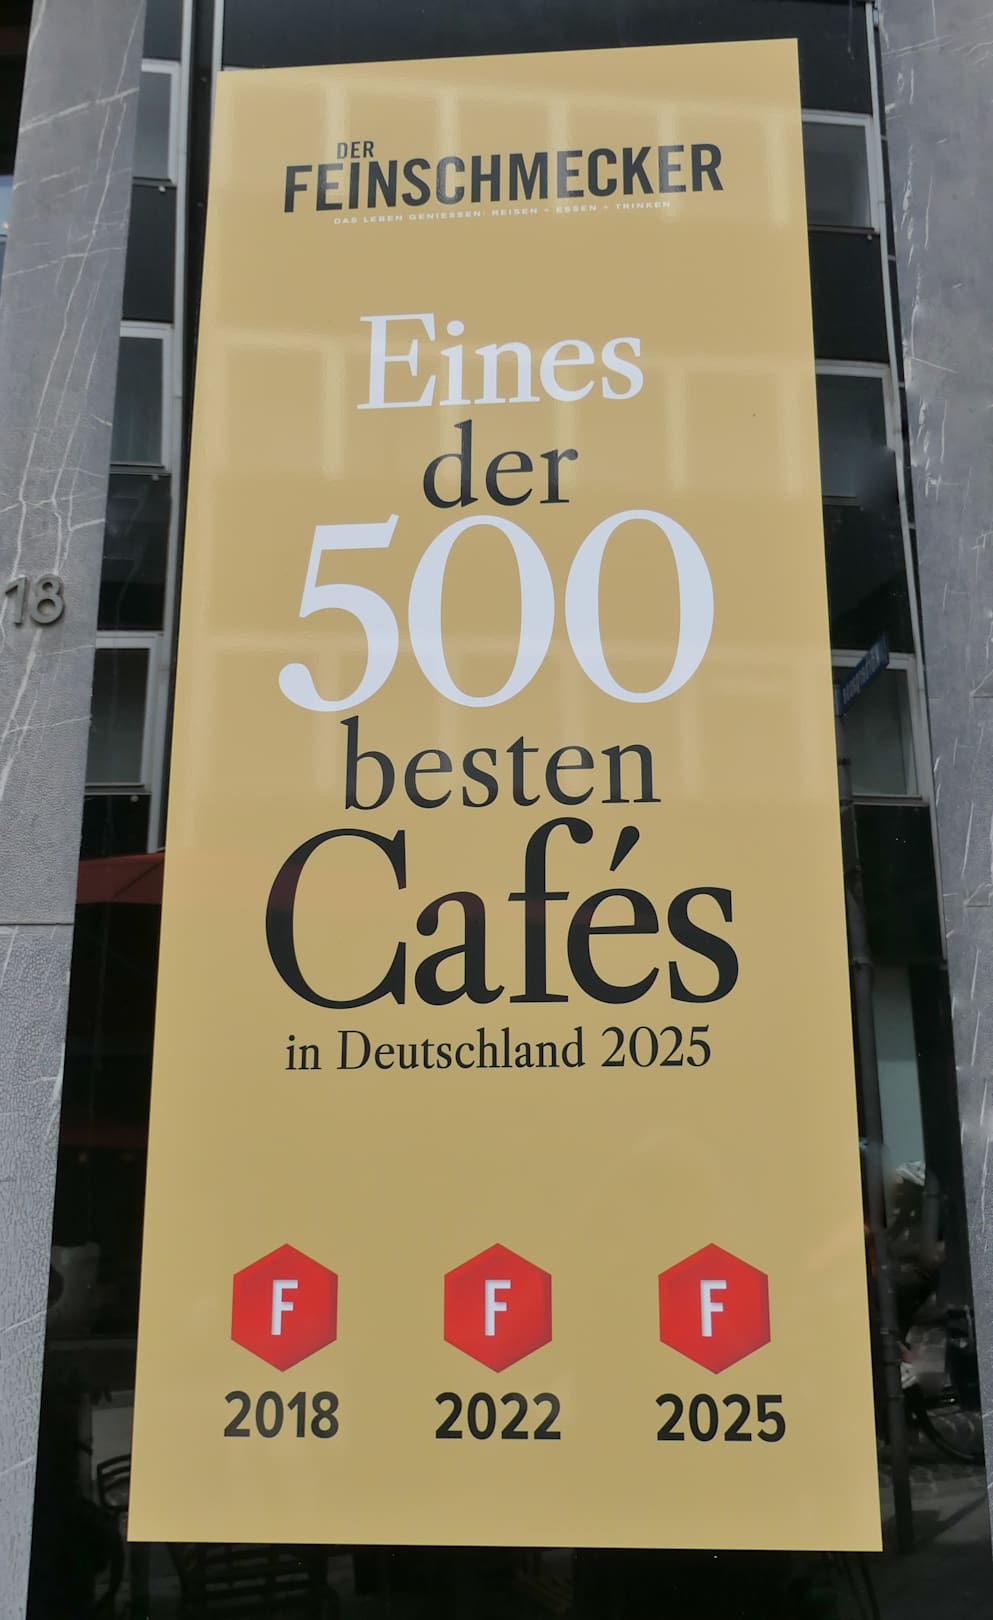 DER
FEINSCHMECKER
DAS LEBEN GENIESSEN: REISEN • ESSEN • TRINKEN
Eines
der
500
18
besten
Cafés
in Deutschland 2025
F F F
2018 2022 2025